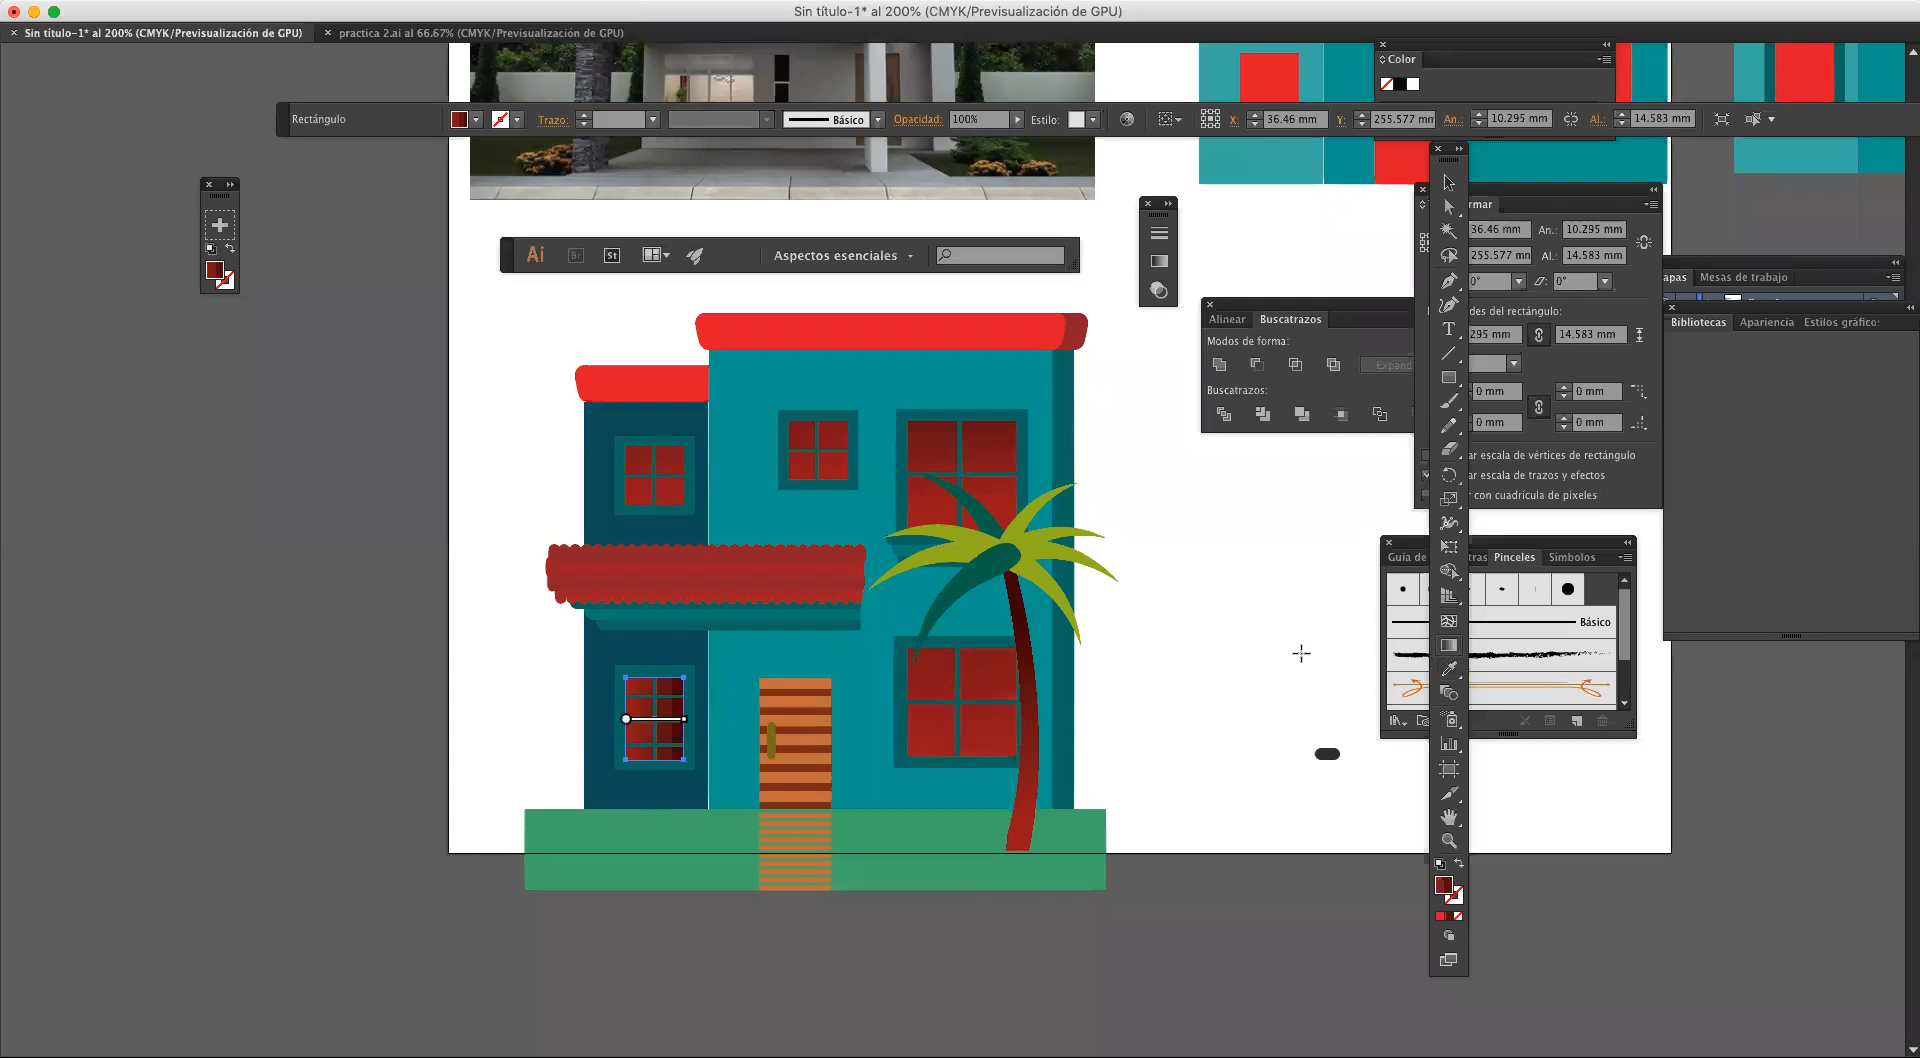 Sin título-1* al 200% (CMYK/Previsualización de GPU)
Sin título-1* al 200% (CMYK/Previsualización de GPU)
practica 2.ai al 66.67% (CMYK/Previsualización de GPU)
Color
Rectángulo
Trazo:
Básico
Opacidad:
100%
Estilo:
X:
36.46 mm
Y:
255.577 mm
An.:
10.295 mm
Al.:
14.583 mm
rmar
36.46 mm
An.:
10.295 mm
255.577 mm
Al.:
14.583 mm
0°
0°
des del rectángulo:
295 mm
14.583 mm
0 mm
0 mm
0 mm
0 mm
ar escala de vértices de rectángulo
ar escala de trazos y efectos
r con cuadrícula de píxeles
Ai
Br
St
Aspectos esenciales
apas
Mesas de trabajo
Bibliotecas
Apariencia
Estilos gráfico:
Alinear
Buscatrazos
Modos de forma:
Expand
Buscatrazos:
T
Guía de
tras
Pinceles
Símbolos
Básico